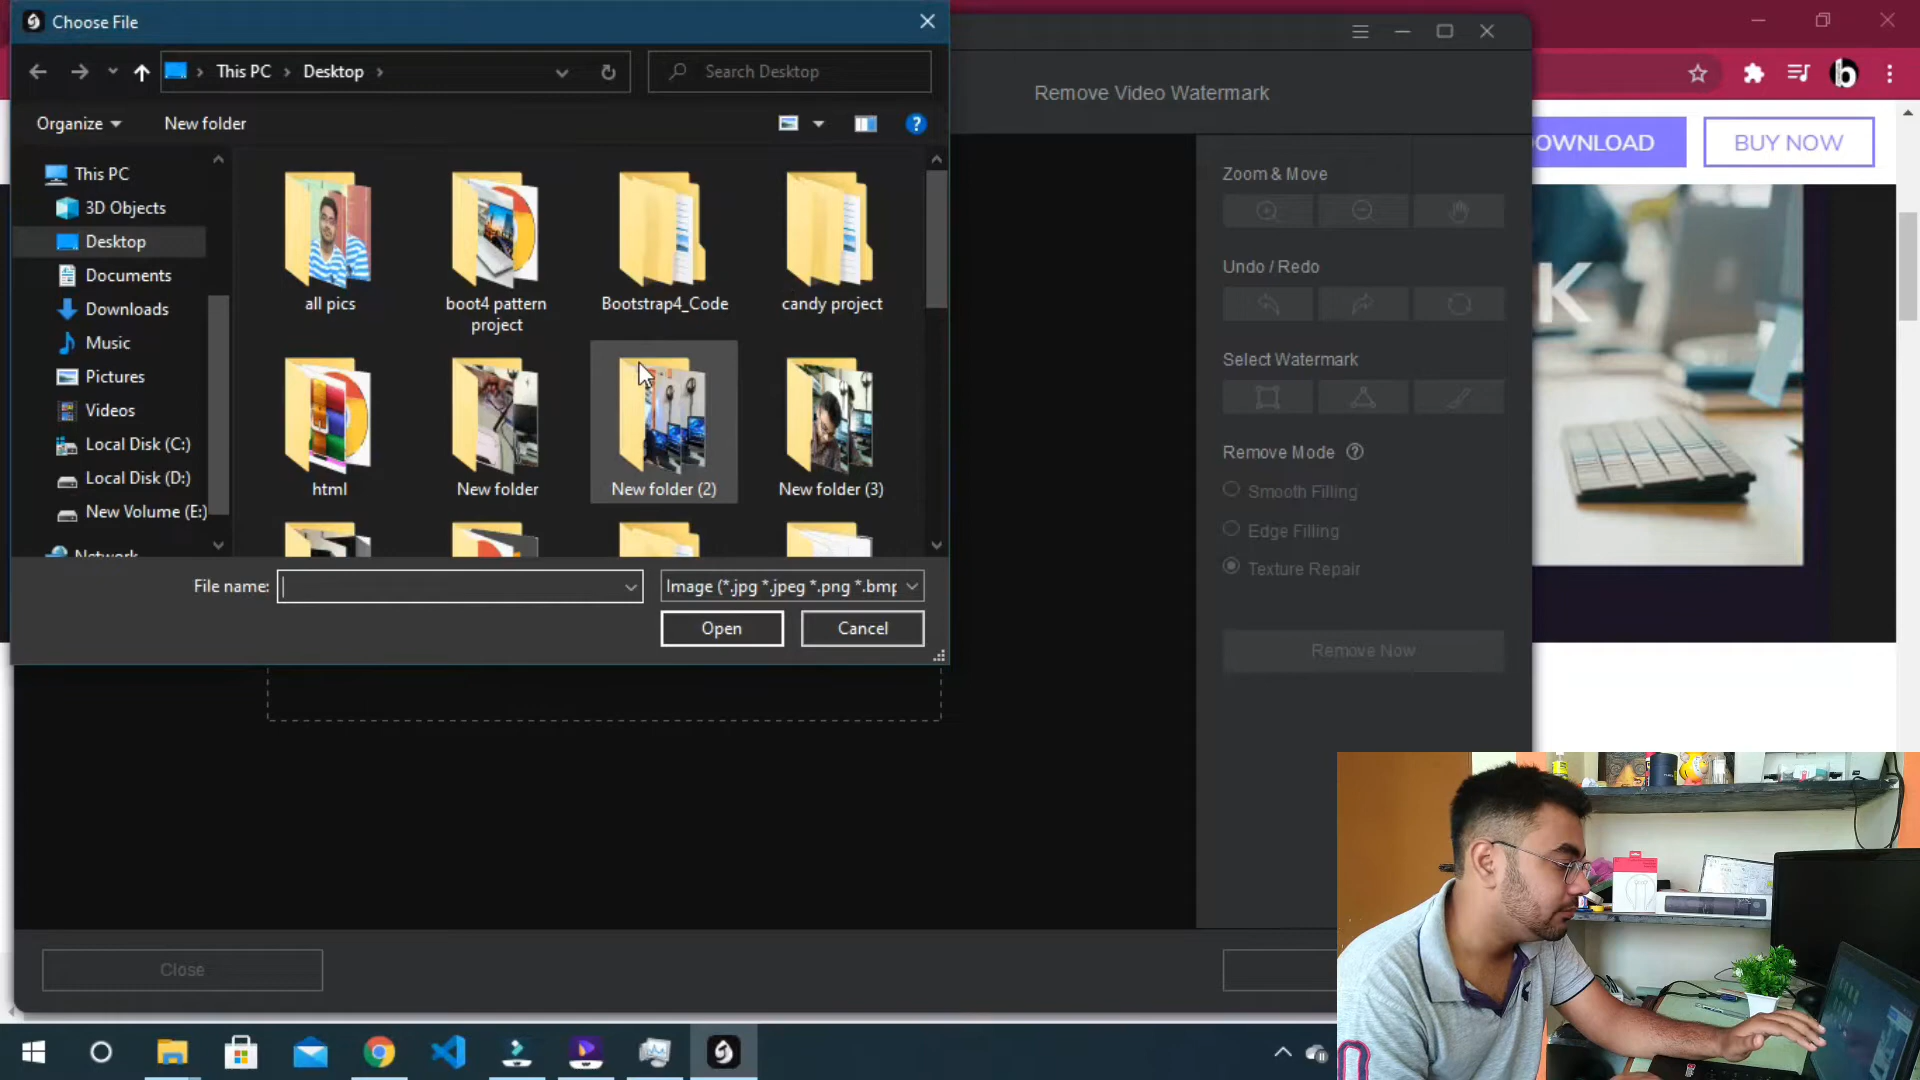 Choose File
This PC
Desktop
Search Desktop
Organize
New folder
This PC
3D Objects
Desktop
Documents
Downloads
Music
Pictures
Videos
Local Disk (C:)
Local Disk (D:)
New Volume (E:)
Network
all pics
boot4 pattern
project
Bootstrap4_Code
candy project
html
New folder
New folder (2)
New folder (3)
File name:
Image (*.jpg *.jpeg *.png *.bmp
Open
Cancel
Remove Video Watermark
Zoom & Move
Undo / Redo
Select Watermark
Remove Mode
Smooth Filling
Edge Filling
Texture Repair
Remove Now
Close
OWNLOAD
BUY NOW
K
b